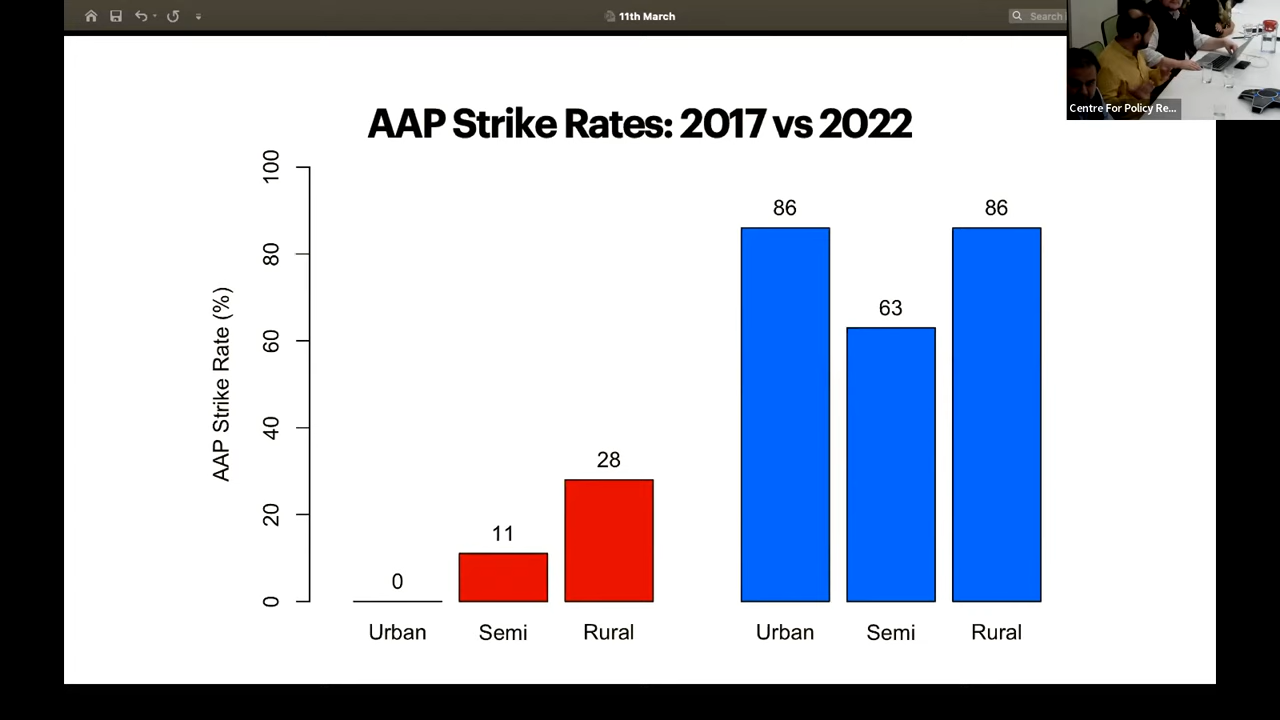 11th March
Search
Centre For Policy Re...
AAP Strike Rates: 2017 vs 2022
AAP Strike Rate (%)
100
80
60
40
20
0
0
11
28
86
63
86
Urban
Semi
Rural
Urban
Semi
Rural